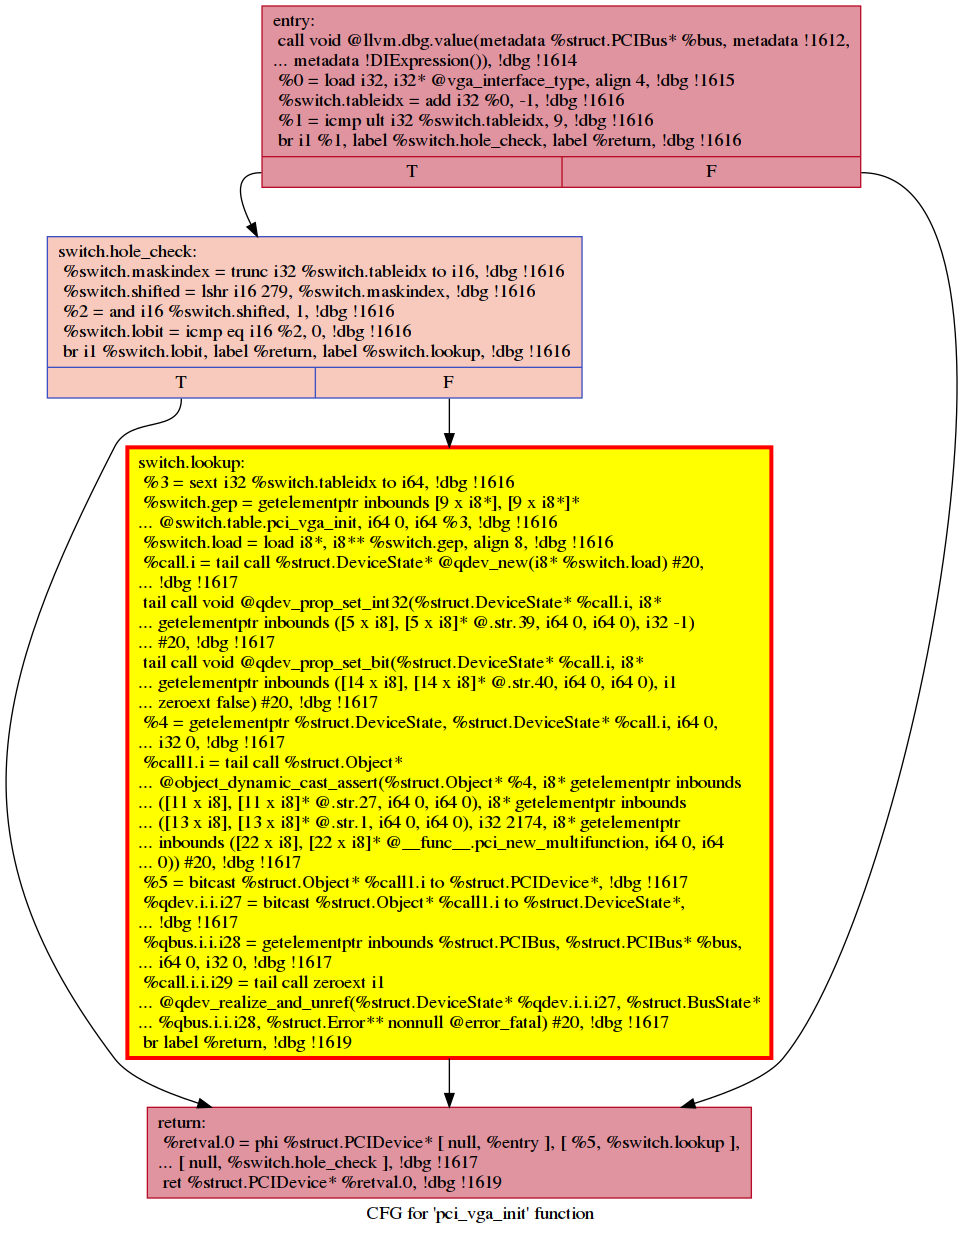 entry:
call void @llvm.dbg.value(metadata %struct.PCIBus* %bus, metadata !1612,
... metadata !DIExpression()), !dbg !1614
%0 = load i32, i32* @vga_interface_type, align 4, !dbg !1615
%switch.tableidx = add i32 %0, -1, !dbg !1616
%1 = icmp ult i32 %switch.tableidx, 9, !dbg !1616
br i1 %1, label %switch.hole_check, label %return, !dbg !1616
T F
switch.hole_check:
%switch.maskindex = trunc i32 %switch.tableidx to i16, !dbg !1616
%switch.shifted = lshr i16 279, %switch.maskindex, !dbg !1616
%2 = and i16 %switch.shifted, 1, !dbg !1616
%switch.lobit = icmp eq i16 %2, 0, !dbg !1616
br i1 %switch.lobit, label %return, label %switch.lookup, !dbg !1616
T F
switch.lookup:
%3 = sext i32 %switch.tableidx to i64, !dbg !1616
%switch.gep = getelementptr inbounds [9 x i8*], [9 x i8*]*
... @switch.table.pci_vga_init, i64 0, i64 %3, !dbg !1616
%switch.load = load i8*, i8** %switch.gep, align 8, !dbg !1616
%call.i = tail call %struct.DeviceState* @qdev_new(i8* %switch.load) #20,
... !dbg !1617
tail call void @qdev_prop_set_int32(%struct.DeviceState* %call.i, i8*
... getelementptr inbounds ([5 x i8], [5 x i8]* @.str.39, i64 0, i64 0), i32 -1)
... #20, !dbg !1617
tail call void @qdev_prop_set_bit(%struct.DeviceState* %call.i, i8*
... getelementptr inbounds ([14 x i8], [14 x i8]* @.str.40, i64 0, i64 0), i1
... zeroext false) #20, !dbg !1617
%4 = getelementptr %struct.DeviceState, %struct.DeviceState* %call.i, i64 0,
... i32 0, !dbg !1617
%call1.i = tail call %struct.Object*
... @object_dynamic_cast_assert(%struct.Object* %4, i8* getelementptr inbounds
... ([11 x i8], [11 x i8]* @.str.27, i64 0, i64 0), i8* getelementptr inbounds
... ([13 x i8], [13 x i8]* @.str.1, i64 0, i64 0), i32 2174, i8* getelementptr
... inbounds ([22 x i8], [22 x i8]* @__func__.pci_new_multifunction, i64 0, i64
... 0)) #20, !dbg !1617
%5 = bitcast %struct.Object* %call1.i to %struct.PCIDevice*, !dbg !1617
%qdev.i.i.i27 = bitcast %struct.Object* %call1.i to %struct.DeviceState*,
... !dbg !1617
%qbus.i.i.i28 = getelementptr inbounds %struct.PCIBus, %struct.PCIBus* %bus,
... i64 0, i32 0, !dbg !1617
%call.i.i.i29 = tail call zeroext i1
... @qdev_realize_and_unref(%struct.DeviceState* %qdev.i.i.i27, %struct.BusState*
... %qbus.i.i.i28, %struct.Error** nonnull @error_fatal) #20, !dbg !1617
br label %return, !dbg !1619
return:
%retval.0 = phi %struct.PCIDevice* [ null, %entry ], [ %5, %switch.lookup ],
... [ null, %switch.hole_check ], !dbg !1617
ret %struct.PCIDevice* %retval.0, !dbg !1619
CFG for 'pci_vga_init' function